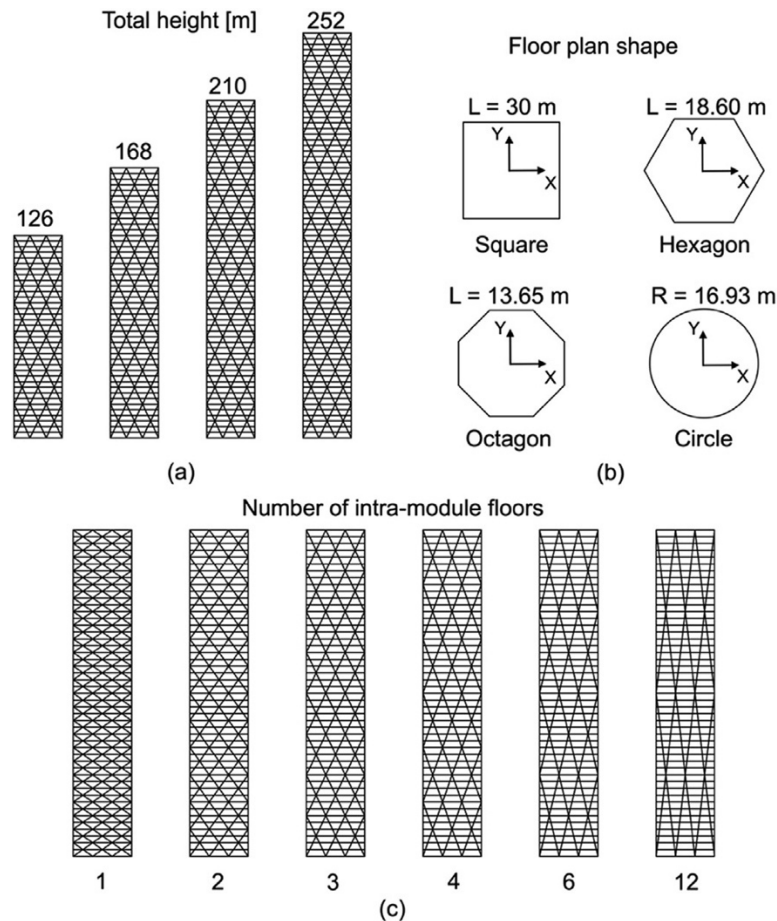 Total height [m]
126
168
210
252
(a)
Floor plan shape
L = 30 m
Y
X
Square
L = 18.60 m
Y
X
Hexagon
L = 13.65 m
Y
X
Octagon
R = 16.93 m
Y
X
Circle
(b)
Number of intra-module floors
1 2 3 4 6 12
(c)